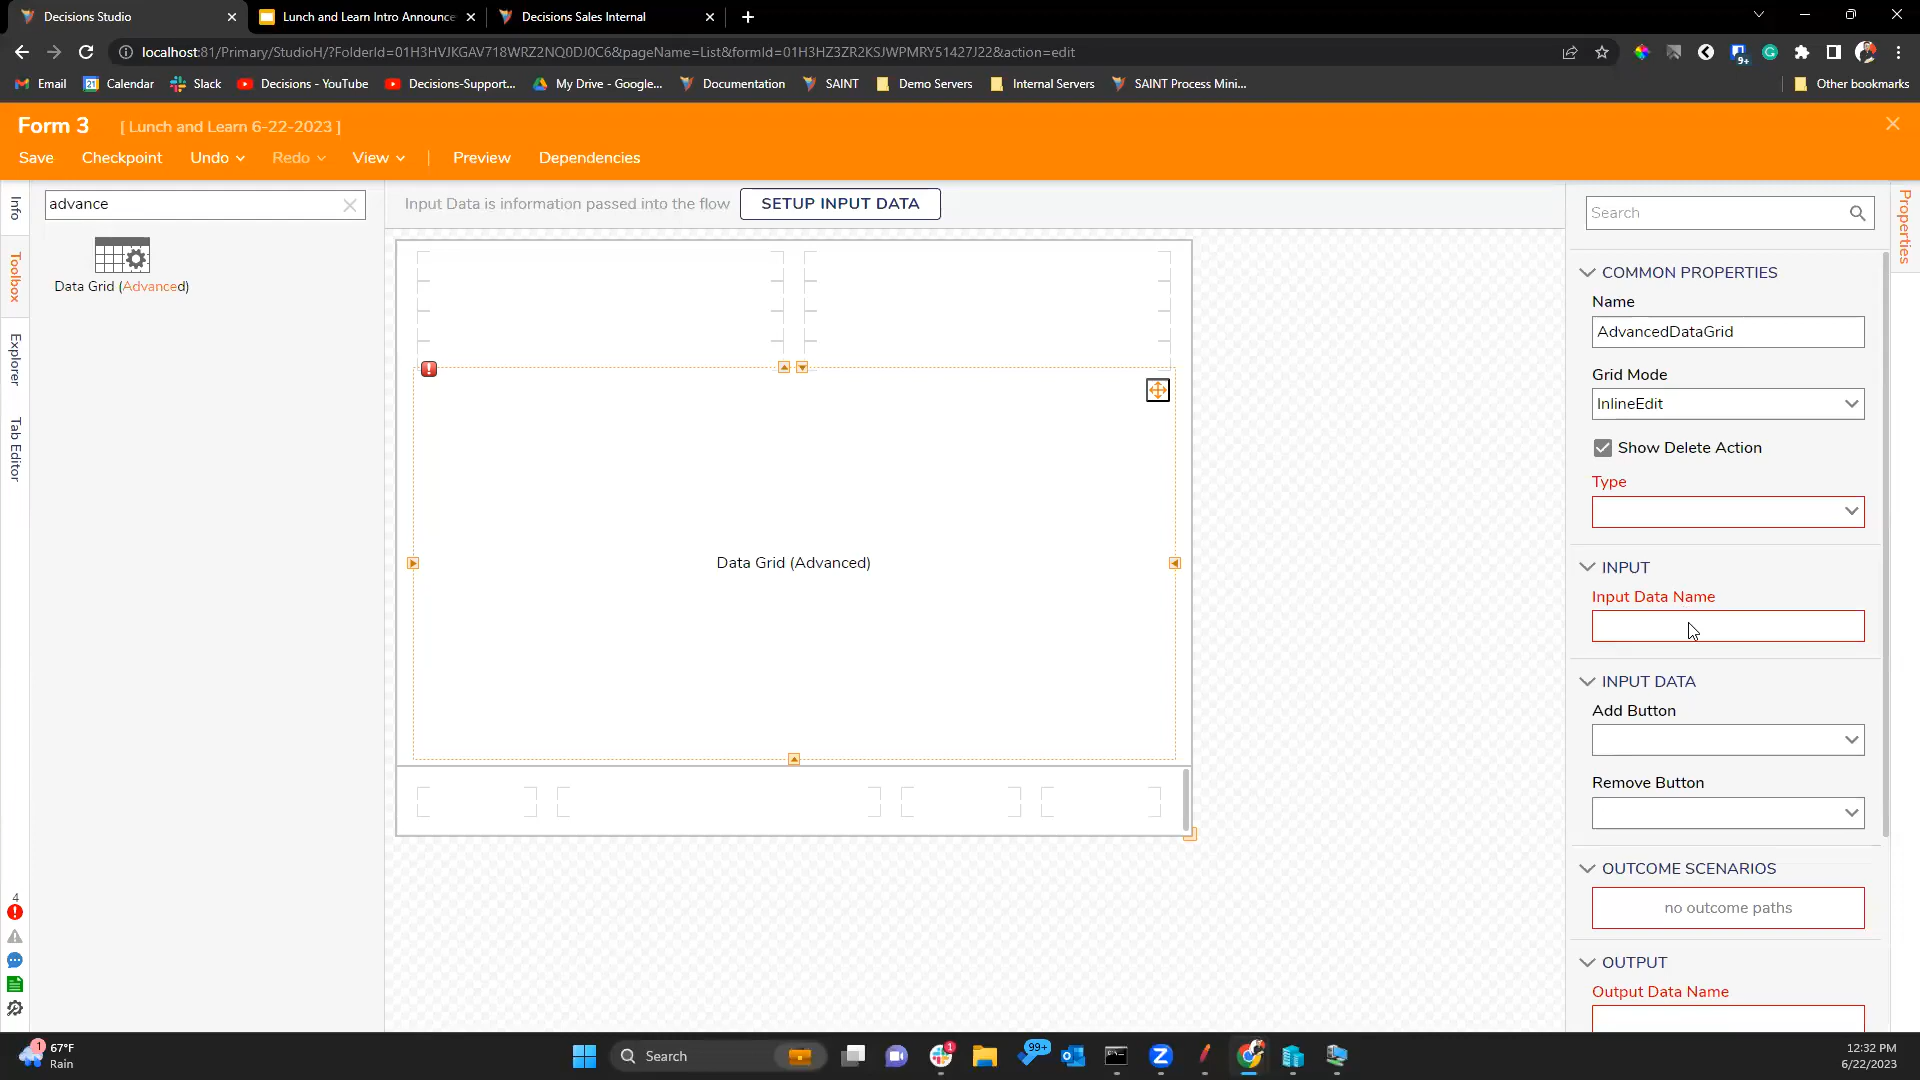 Decisions Studio
Lunch and Learn Intro Announce
Decisions Sales Internal
localhost:81/Primary/StudioH/?FolderId=01H3HVJKGAV718WRZ2NQ0DJ0C6&pageName=List&formId=01H3HZ3ZR2KSJWPMRY51427J22&action=edit
9+
Email
Calendar
Slack
Decisions - YouTube
Decisions-Support...
My Drive - Google...
Documentation
SAINT
Demo Servers
Internal Servers
SAINT Process Mini...
Other bookmarks
Form 3
[ Lunch and Learn 6-22-2023 ]
Save
Checkpoint
Undo
Redo
View
Preview
Dependencies
Info
Toolbox
Explorer
Tab Editor
advance
Data Grid (Advanced)
Input Data is information passed into the flow
SETUP INPUT DATA
Data Grid (Advanced)
Properties
Search
COMMON PROPERTIES
Name
AdvancedDataGrid
Grid Mode
InlineEdit
Show Delete Action
Type
INPUT
Input Data Name
INPUT DATA
Add Button
Remove Button
OUTCOME SCENARIOS
no outcome paths
OUTPUT
Output Data Name
4
1
67°F
Rain
Search
1
99+
12:32 PM
6/22/2023